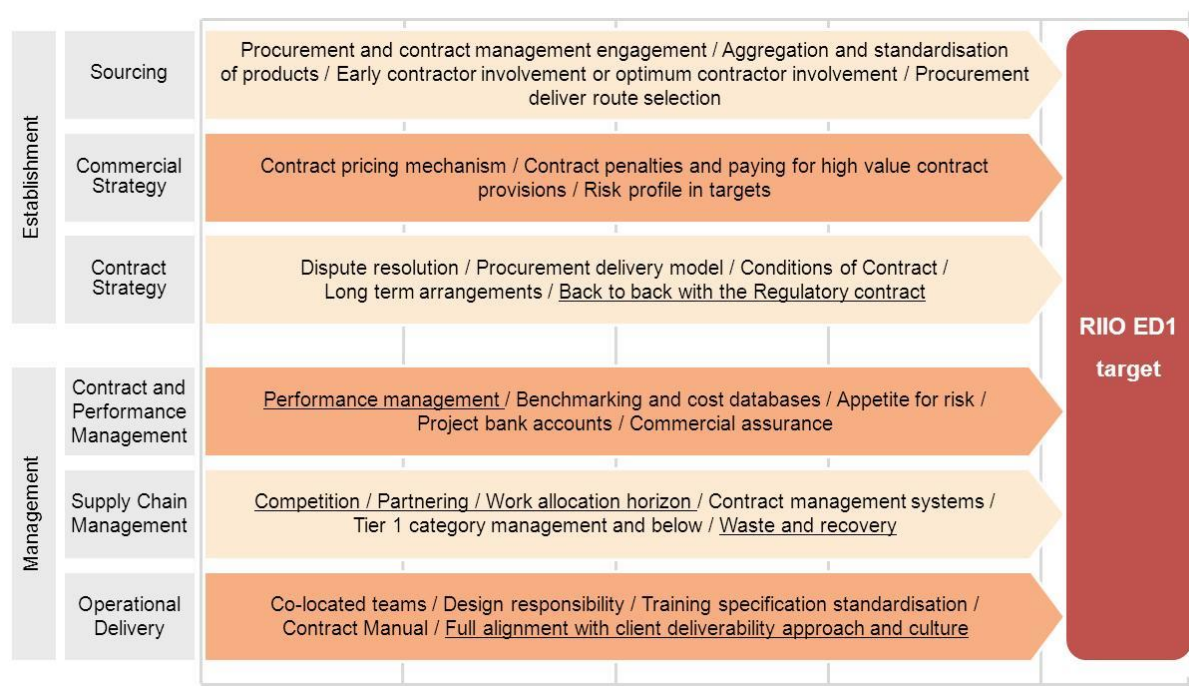 Establishment
Sourcing
Procurement and contract management engagement / Aggregation and standardisation
of products / Early contractor involvement or optimum contractor involvement / Procurement
deliver route selection
Commercial
Strategy
Contract pricing mechanism / Contract penalties and paying for high value contract
provisions / Risk profile in targets
Contract
Strategy
Dispute resolution / Procurement delivery model / Conditions of Contract /
Long term arrangements / Back to back with the Regulatory contract
Management
Contract and
Performance
Management
Performance management / Benchmarking and cost databases / Appetite for risk /
Project bank accounts / Commercial assurance
Supply Chain
Management
Competition / Partnering / Work allocation horizon / Contract management systems /
Tier 1 category management and below / Waste and recovery
Operational
Delivery
Co-located teams / Design responsibility / Training specification standardisation /
Contract Manual / Full alignment with client deliverability approach and culture
RIIO ED1
target